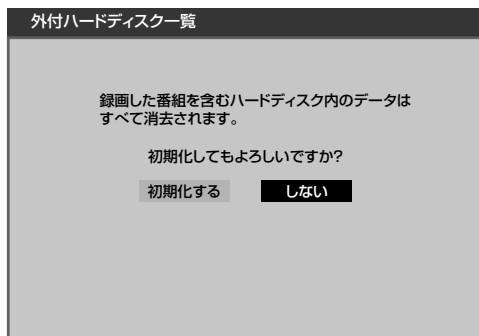 外付ハードディスク一覧
録画した番組を含むハードディスク内のデータは
すべて消去されます。
初期化してもよろしいですか?
初期化する しない